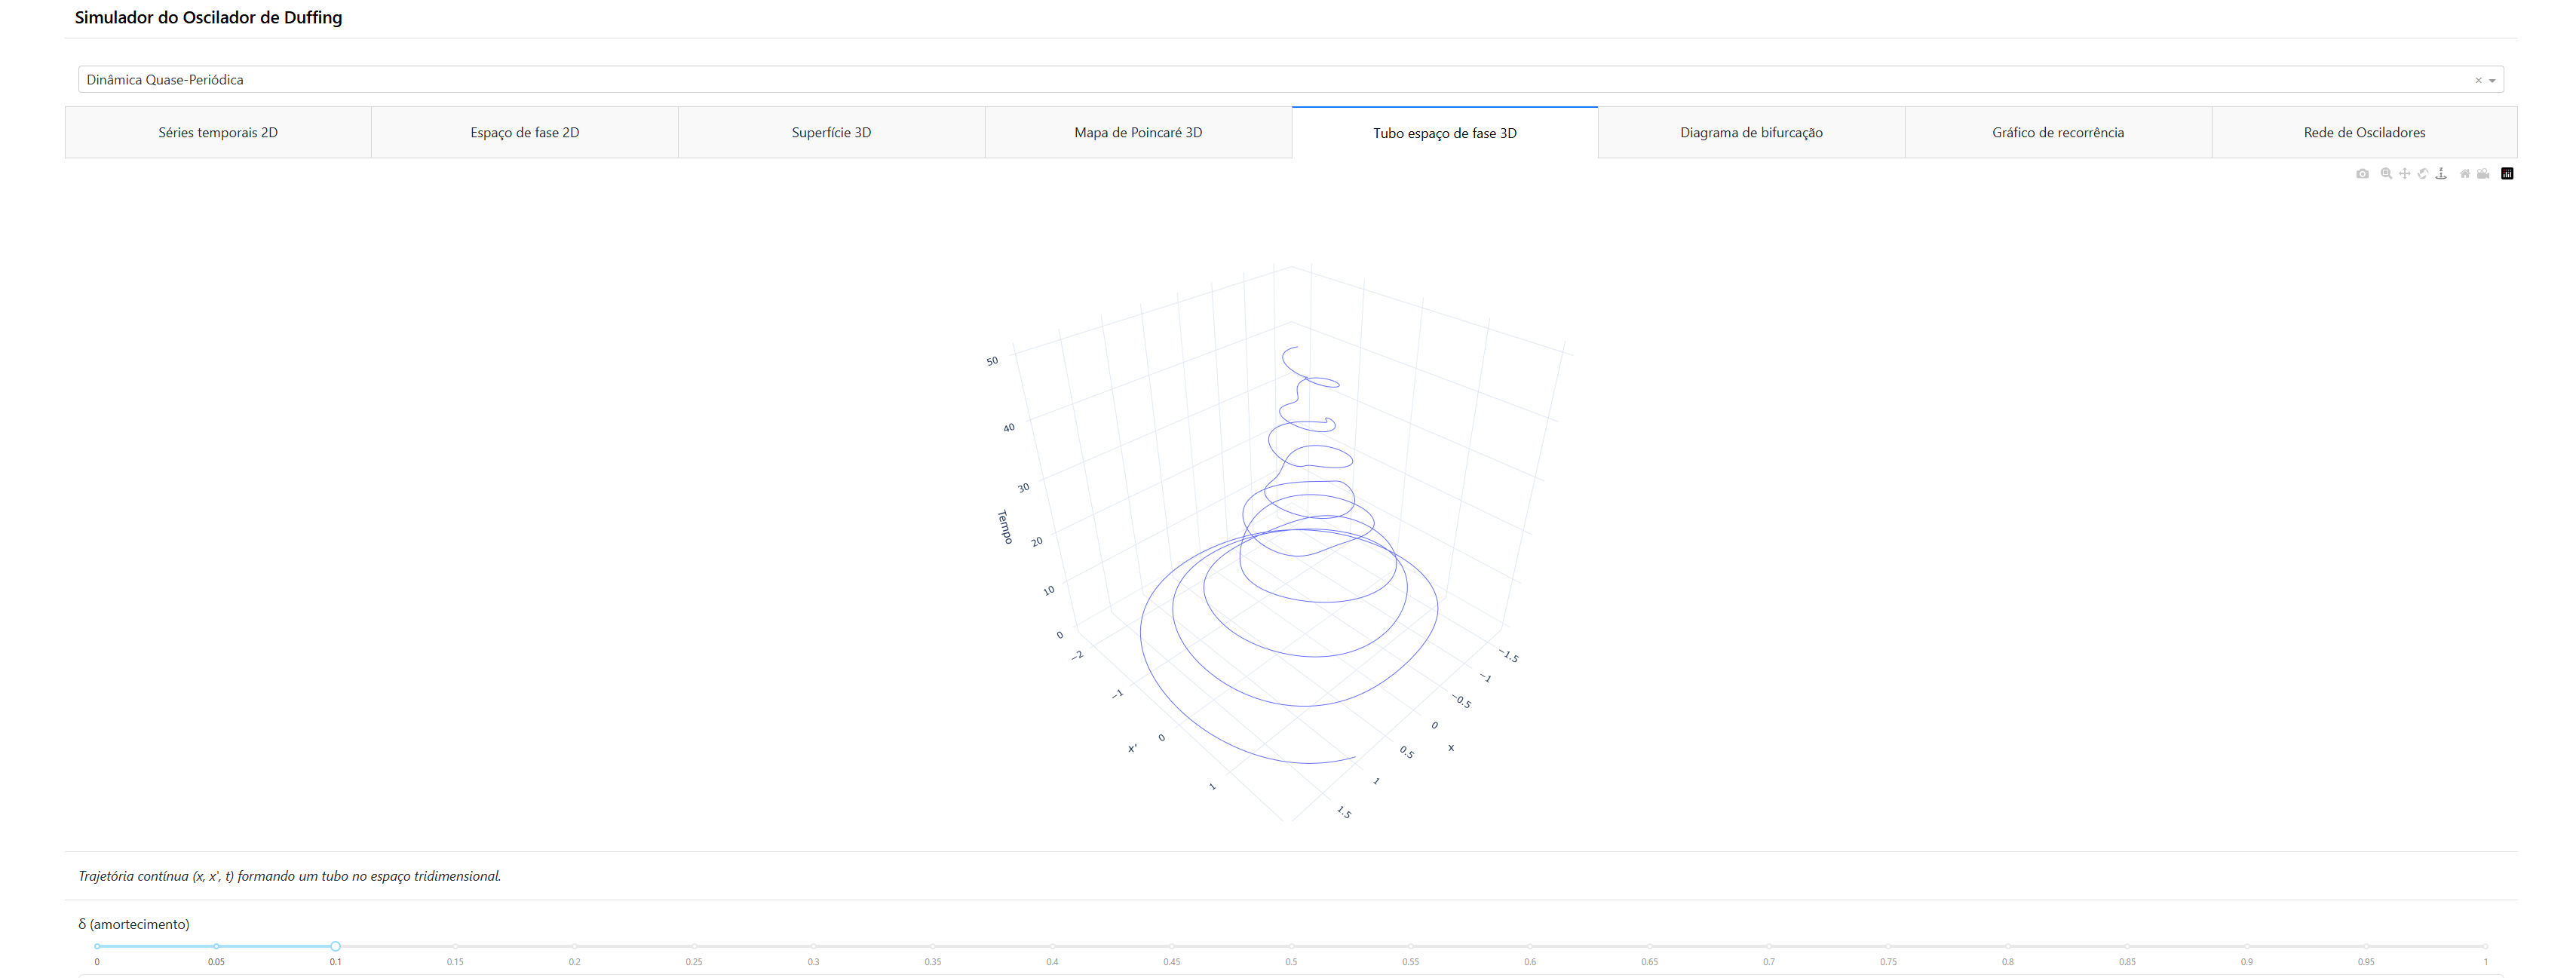 Simulador do Oscilador de Duffing
Dinâmica Quase-Periódica
Séries temporais 2D
Espaço de fase 2D
Superfície 3D
Mapa de Poincaré 3D
Tubo espaço de fase 3D
Diagrama de bifurcação
Gráfico de recorrência
Rede de Osciladores
50
40
30
20
10
0
Tempo
−2
−1
0
1
x'
−1.5
−1
−0.5
0
0.5
1
1.5
x
Trajetória contínua (x, x', t) formando um tubo no espaço tridimensional.
δ (amortecimento)
0 0.05 0.1 0.15 0.2 0.25 0.3 0.35 0.4 0.45 0.5 0.55 0.6 0.65 0.7 0.75 0.8 0.85 0.9 0.95 1